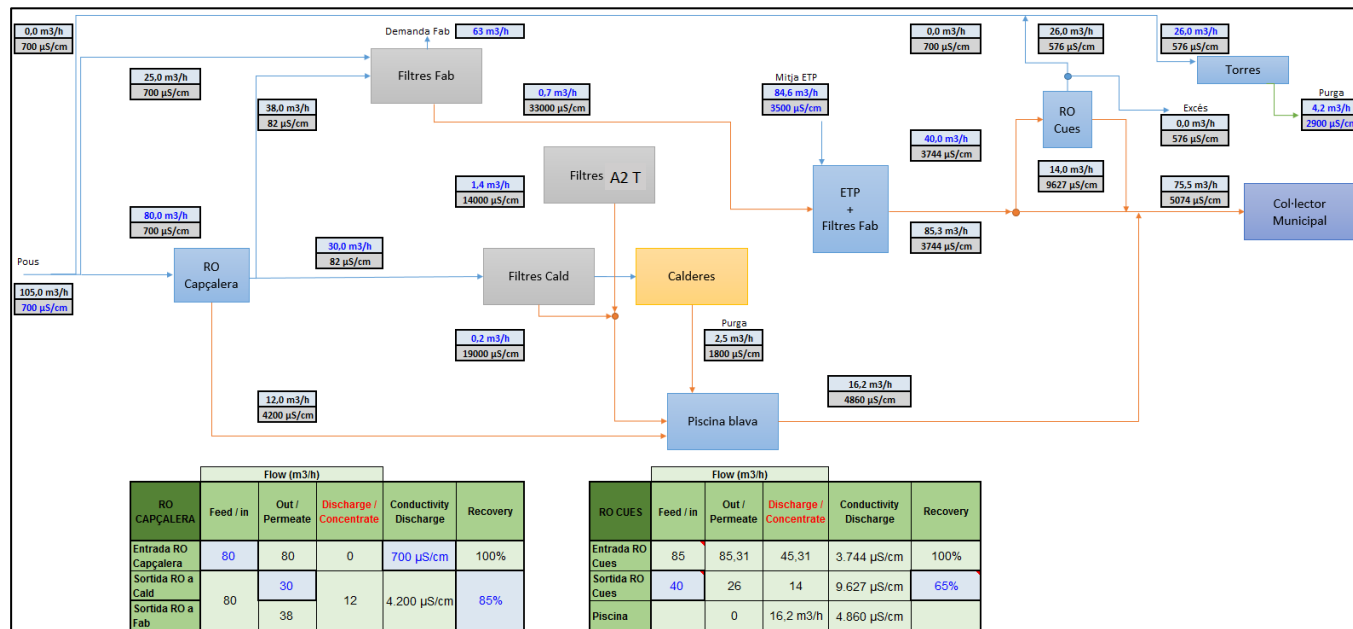 0,0 m3/h
700 µS/cm
Demanda Fab
63 m3/h
0,0 m3/h
700 µS/cm
26,0 m3/h
576 µS/cm
26,0 m3/h
576 µS/cm
Filtres Fab
25,0 m3/h
700 µS/cm
38,0 m3/h
82 µS/cm
0,7 m3/h
33000 µS/cm
Mitja ETP
84,6 m3/h
3500 µS/cm
RO
Cues
Torres
Purga
4,2 m3/h
2900 µS/cm
Excés
0,0 m3/h
576 µS/cm
40,0 m3/h
3744 µS/cm
Filtres A2 T
1,4 m3/h
14000 µS/cm
ETP
+
Filtres Fab
14,0 m3/h
9627 µS/cm
75,5 m3/h
5074 µS/cm
Col·lector
Municipal
80,0 m3/h
700 µS/cm
85,3 m3/h
3744 µS/cm
Pous
105,0 m3/h
700 µS/cm
RO
Capçalera
30,0 m3/h
82 µS/cm
Filtres Cald
Calderes
0,2 m3/h
19000 µS/cm
Purga
2,5 m3/h
1800 µS/cm
12,0 m3/h
4200 µS/cm
Piscina blava
16,2 m3/h
4860 µS/cm
Flow (m3/h)
RO CAPÇALERA Feed / in Out / Permeate Discharge / Concentrate Conductivity Discharge Recovery
Entrada RO Capçalera 80 80 0 700 µS/cm 100%
Sortida RO a Cald 80 30 12 4.200 µS/cm 85%
Sortida RO a Fab 38
Flow (m3/h)
RO CUES Feed / in Out / Permeate Discharge / Concentrate Conductivity Discharge Recovery
Entrada RO Cues 85 85,31 45,31 3.744 µS/cm 100%
Sortida RO Cues 40 26 14 9.627 µS/cm 65%
Piscina 0 16,2 m3/h 4.860 µS/cm